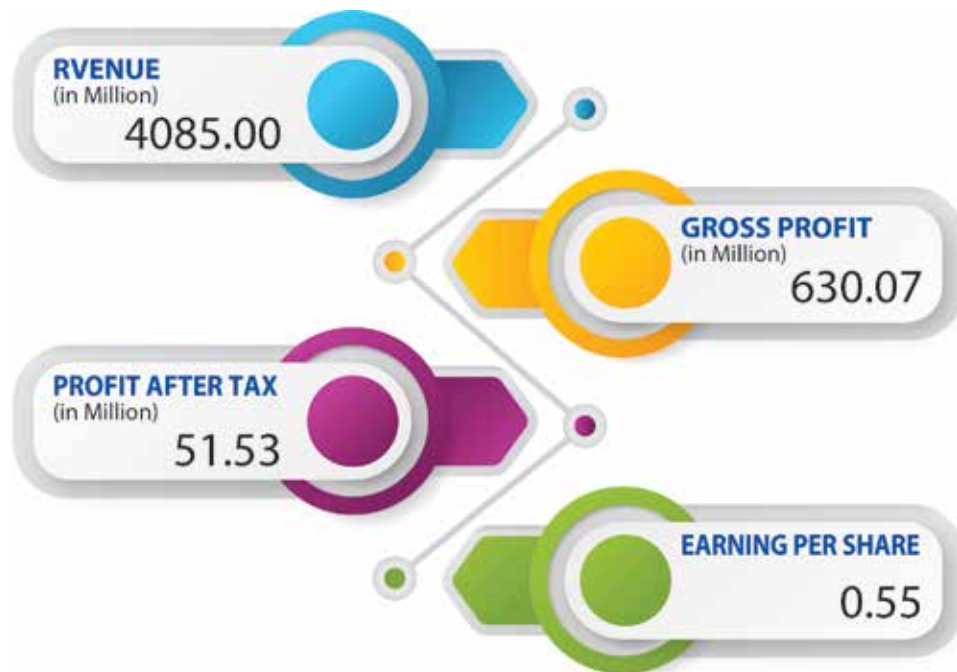 RVENUE
(in Million)
4085.00
GROSS PROFIT
(in Million)
630.07
PROFIT AFTER TAX
(in Million)
51.53
EARNING PER SHARE
0.55